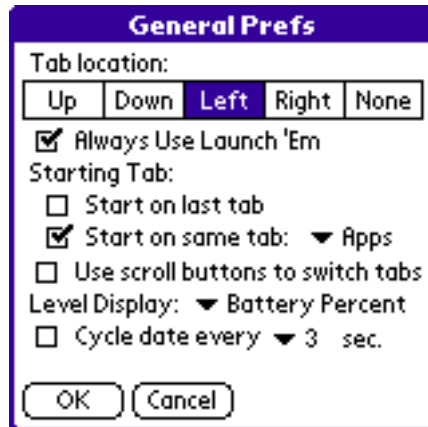 General Prefs
Tab location:
Up Down Left Right None
Always Use Launch 'Em
Starting Tab:
Start on last tab
Start on same tab: Apps
Use scroll buttons to switch tabs
Level Display: Battery Percent
Cycle date every 3 sec.
OK Cancel